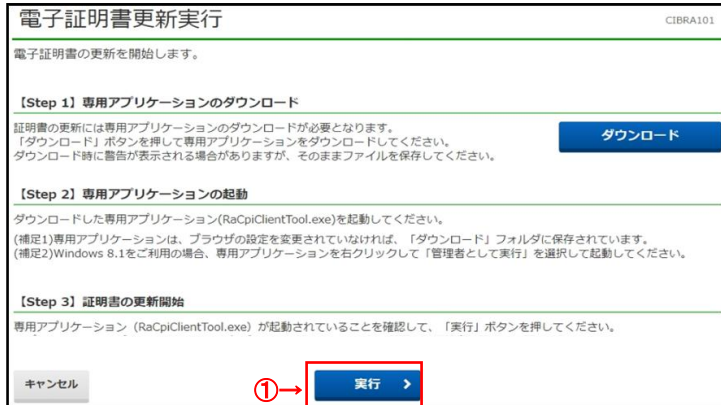 電子証明書更新実行
CIBRA101
電子証明書の更新を開始します。
【Step 1】専用アプリケーションのダウンロード
証明書の更新には専用アプリケーションのダウンロードが必要となります。
「ダウンロード」ボタンを押して専用アプリケーションをダウンロードしてください。
ダウンロード時に警告が表示される場合がありますが、そのままファイルを保存してください。
ダウンロード
【Step 2】専用アプリケーションの起動
ダウンロードした専用アプリケーション(RaCpiClientTool.exe)を起動してください。
(補足1)専用アプリケーションは、ブラウザの設定を変更されていなければ、「ダウンロード」フォルダに保存されています。
(補足2)Windows 8.1をご利用の場合、専用アプリケーションを右クリックして「管理者として実行」を選択して起動してください。
【Step 3】証明書の更新開始
専用アプリケーション（RaCpiClientTool.exe）が起動されていることを確認して、「実行」ボタンを押してください。
キャンセル
①→
実行 >